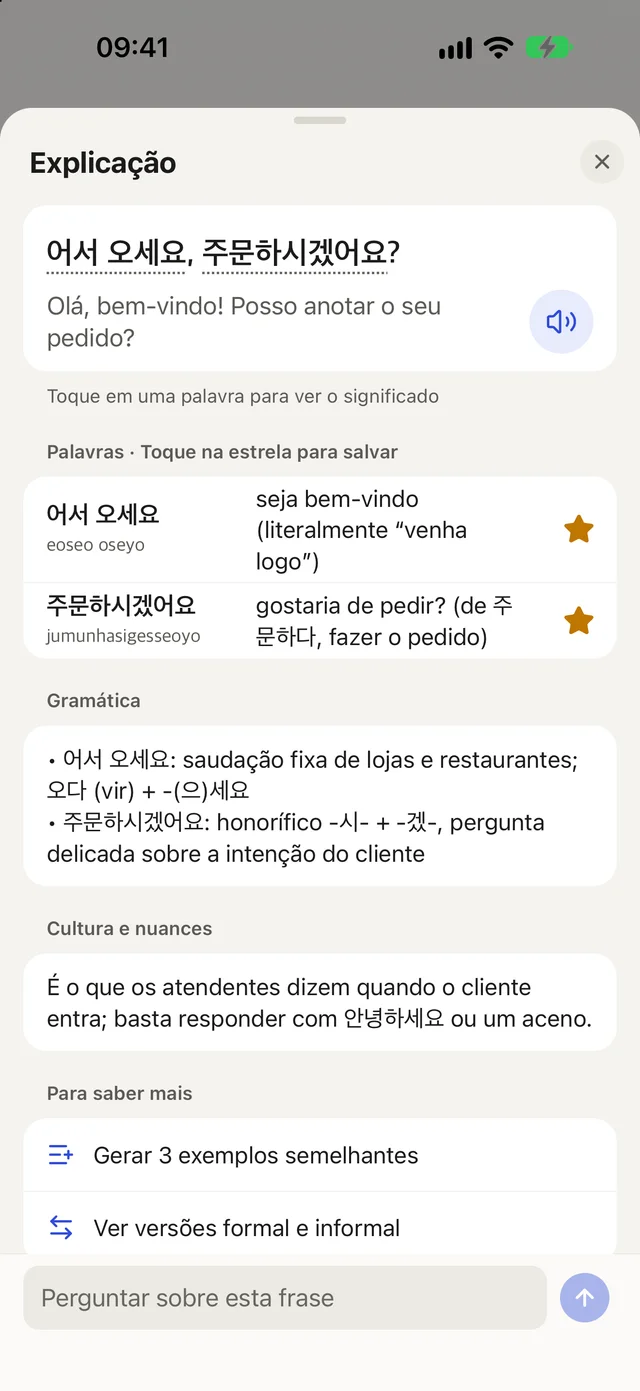 09:41
Explicação
어서 오세요, 주문하시겠어요?
Olá, bem-vindo! Posso anotar o seu
pedido?
Toque em uma palavra para ver o significado
Palavras · Toque na estrela para salvar
어서 오세요
eoseo oseyo
seja bem-vindo
(literalmente “venha
logo”)
주문하시겠어요
jumunhasigesseoyo
gostaria de pedir? (de 주
문하다, fazer o pedido)
Gramática
• 어서 오세요: saudação fixa de lojas e restaurantes;
오다 (vir) + -(으)세요
• 주문하시겠어요: honorífico -시- + -겠-, pergunta
delicada sobre a intenção do cliente
Cultura e nuances
É o que os atendentes dizem quando o cliente
entra; basta responder com 안녕하세요 ou um aceno.
Para saber mais
Gerar 3 exemplos semelhantes
Ver versões formal e informal
Perguntar sobre esta frase